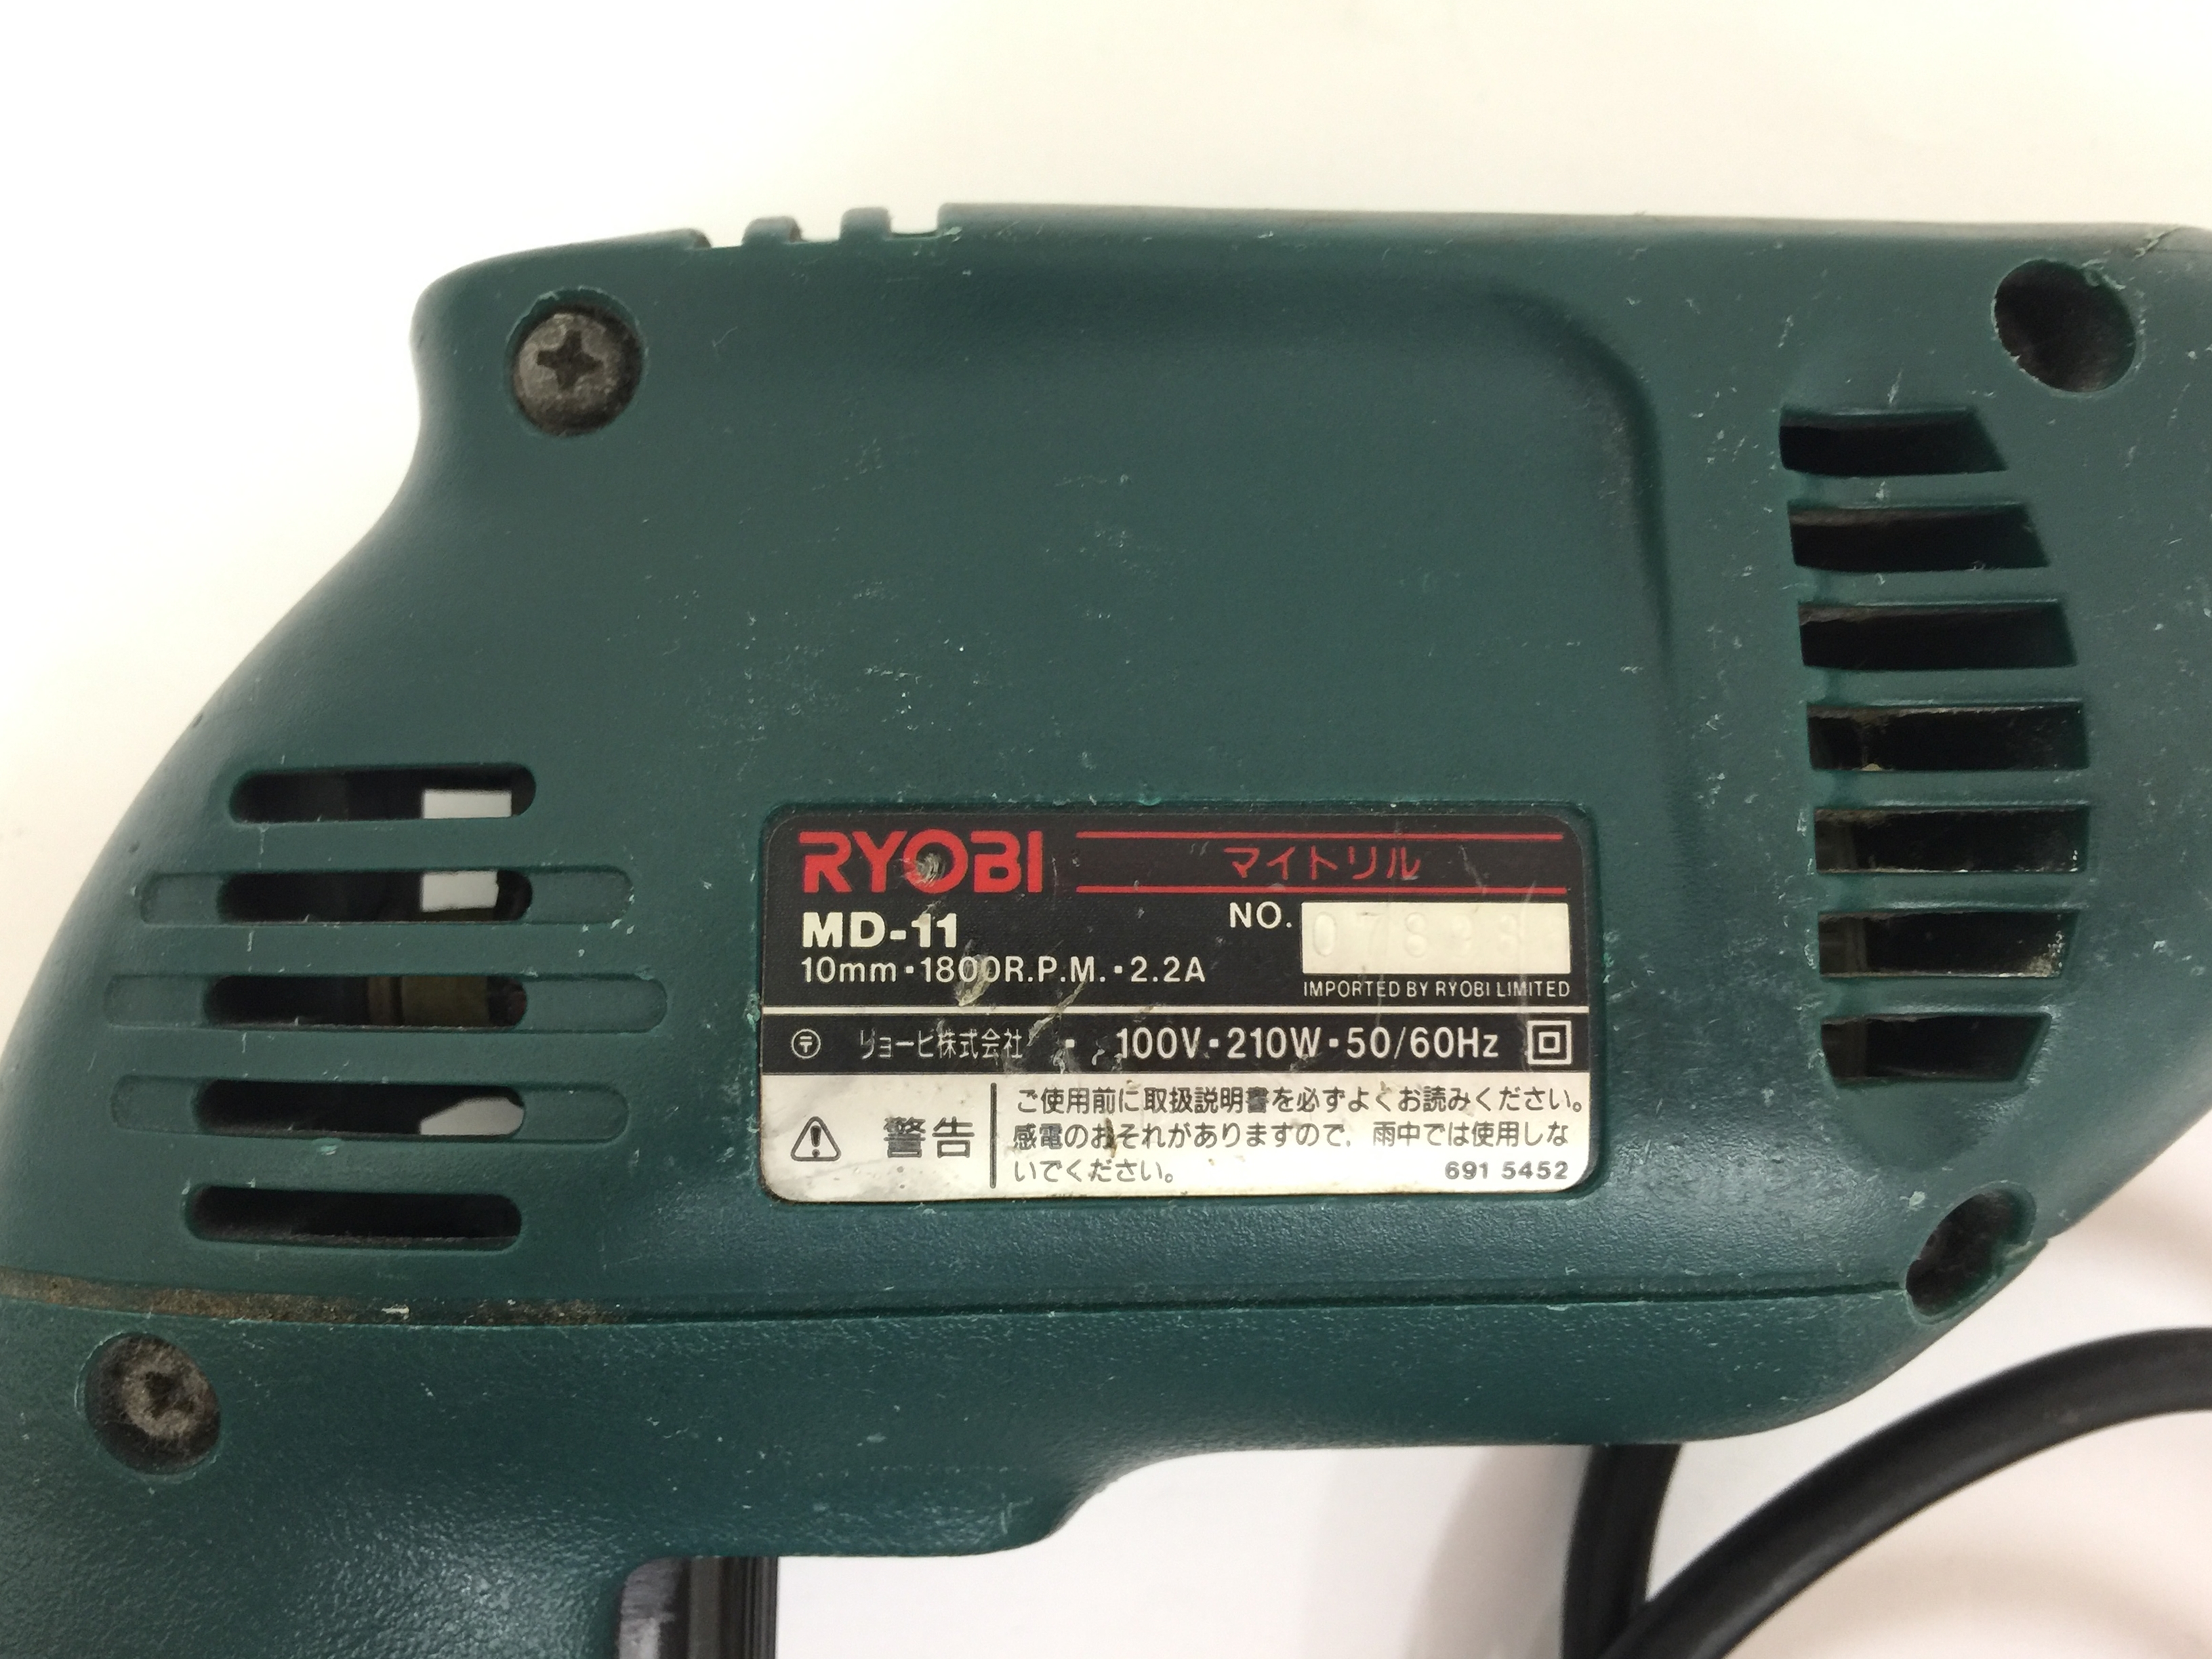 RYOBI マイトリル
MD-11 NO.
10mm・1800R.P.M.・2.2A
IMPORTED BY RYOBI LIMITED
〒 リョービ株式会社 ・ 100V・210W・50/60Hz
警告
ご使用前に取扱説明書を必ずよくお読みください。
感電のおそれがありますので、雨中では使用しな
いでください。 691 5452